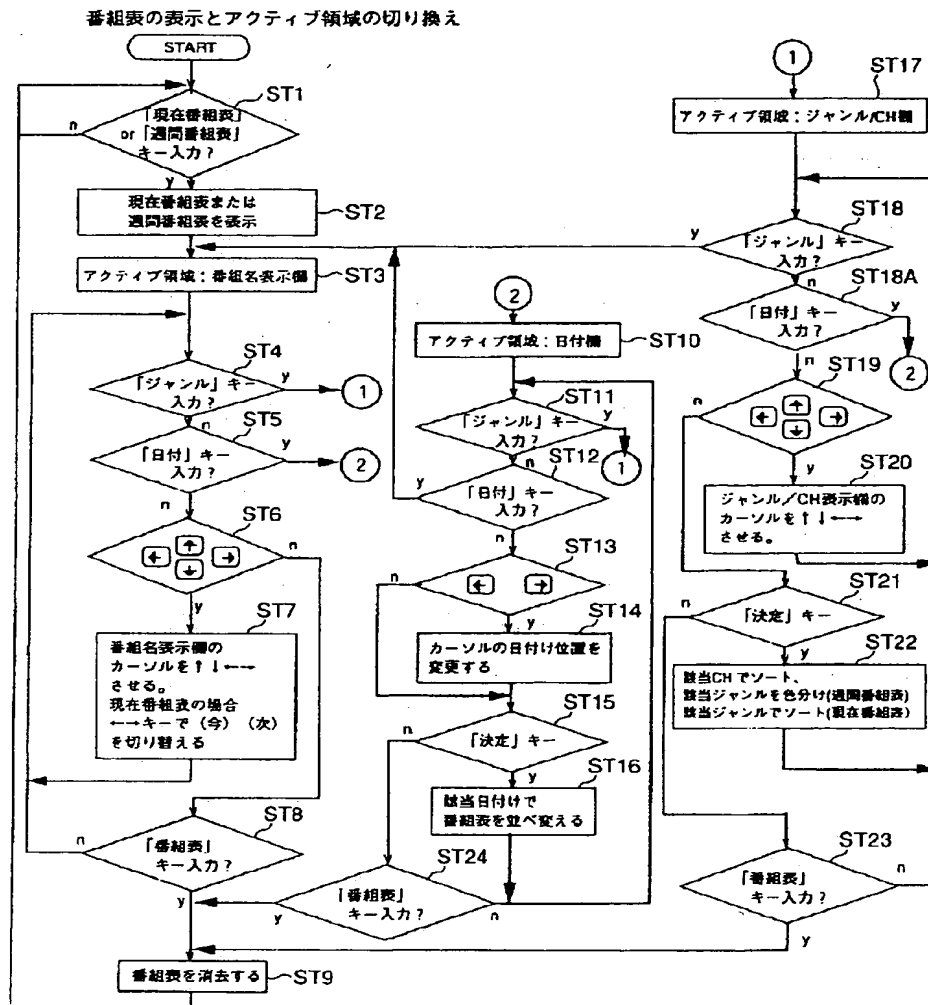 番組表の表示とアクティブ領域の切り換え
START
ST1
「現在番組表」
or「週間番組表」
キー入力?
n
y
現在番組表または
週間番組表を表示
ST2
アクティブ領域:番組名表示欄
ST3
ST4
「ジャンル」キー
入力?
y
1
n
ST5
「日付」キー
入力?
y
2
n
ST6
← ↑ ↓ →
n
y
ST7
番組名表示欄の
カーソルを↑↓←→
させる。
現在番組表の場合
←→キーで(今)(次)
を切り替える
ST8
「番組表」
キー入力?
n
y
番組表を消去する
ST9
2
アクティブ領域:日付欄
ST10
ST11
「ジャンル」キー
入力?
y
1
n
ST12
「日付」キー
入力?
y
n
ST13
← →
n
y
ST14
カーソルの日付け位置を
変更する
ST15
「決定」キー
n
y
ST16
該当日付けで
番組表を並べ変える
ST24
「番組表」
キー入力?
y
n
1
ST17
アクティブ領域:ジャンル/CH欄
ST18
「ジャンル」キー
入力?
y
n
ST18A
「日付」キー
入力?
y
2
n
ST19
← ↑ ↓ →
n
y
ST20
ジャンル/CH表示欄の
カーソルを↑↓←→
させる。
ST21
「決定」キー
n
y
ST22
該当CHでソート、
該当ジャンルを色分け(週間番組表)
該当ジャンルでソート(現在番組表)
ST23
「番組表」
キー入力?
n
y